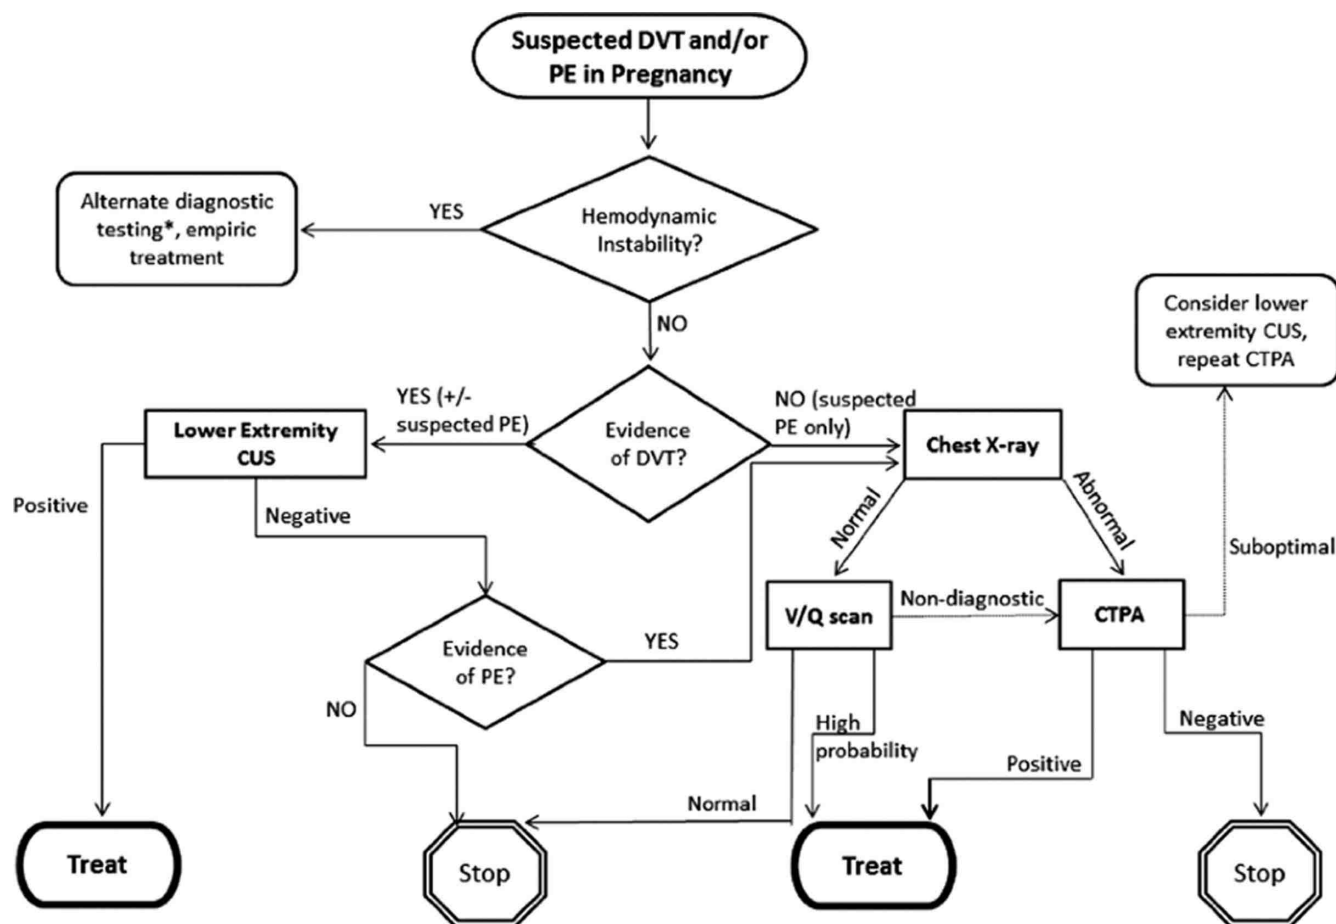 Suspected DVT and/or
PE in Pregnancy
Hemodynamic
Instability?
YES
Alternate diagnostic
testing*, empiric
treatment
NO
Evidence
of DVT?
YES (+/-
suspected PE)
Lower Extremity
CUS
NO (suspected
PE only)
Chest X-ray
Consider lower
extremity CUS,
repeat CTPA
Positive
Negative
Normal
Abnormal
Suboptimal
V/Q scan
Non-diagnostic
CTPA
Evidence
of PE?
YES
NO
High
probability
Normal
Positive
Negative
Treat
Stop
Treat
Stop